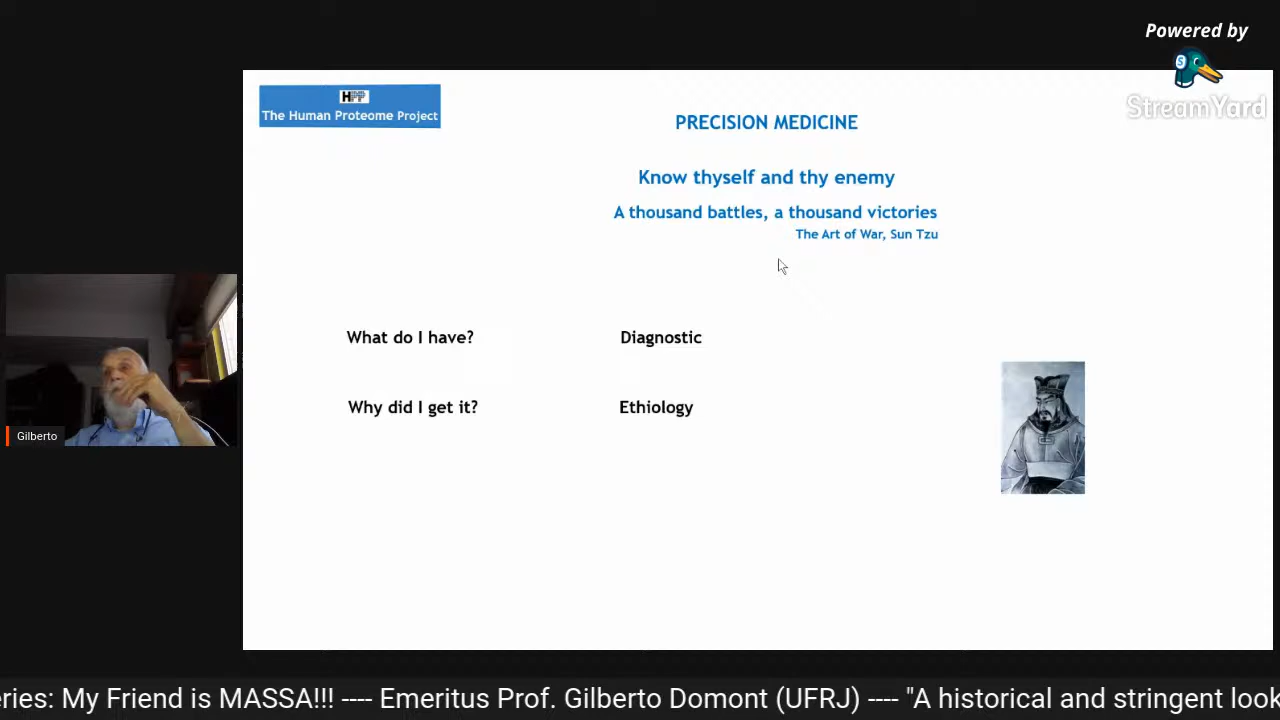 Powered by
StreamYard
HPP
The Human Proteome Project
PRECISION MEDICINE
Know thyself and thy enemy
A thousand battles, a thousand victories
The Art of War, Sun Tzu
What do I have? Diagnostic
Why did I get it? Ethiology
Gilberto
eries: My Friend is MASSA!!! ---- Emeritus Prof. Gilberto Domont (UFRJ) ---- "A historical and stringent look